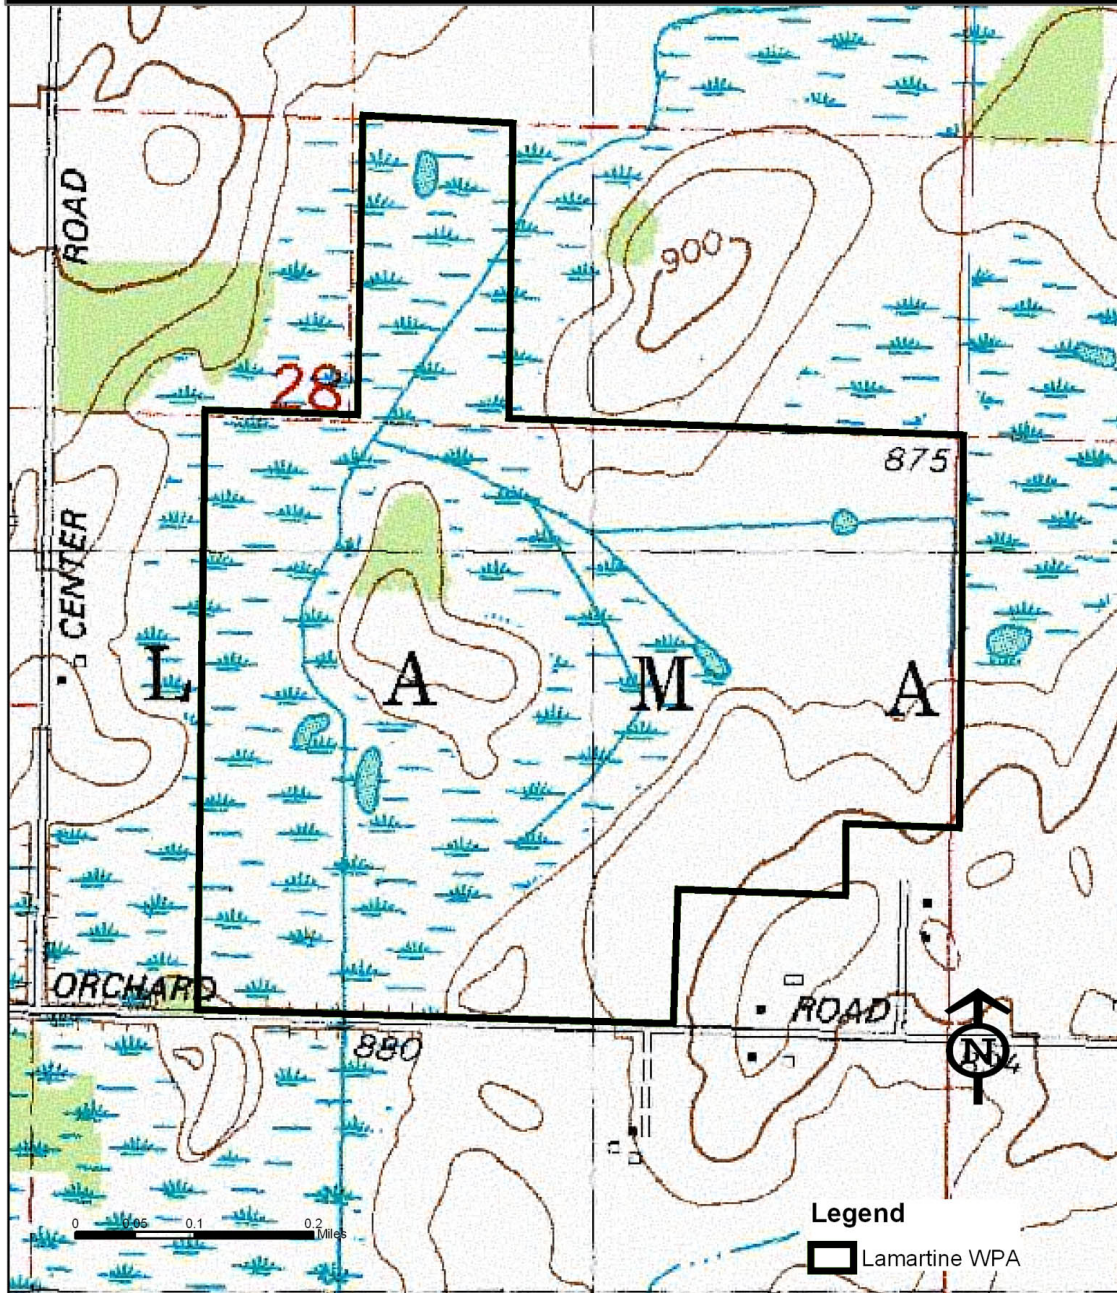 ROAD
900
28
875
CENTER
L A M A
ORCHARD
ROAD
880
N
0 0.05 0.1 0.2
Miles
Legend
Lamartine WPA